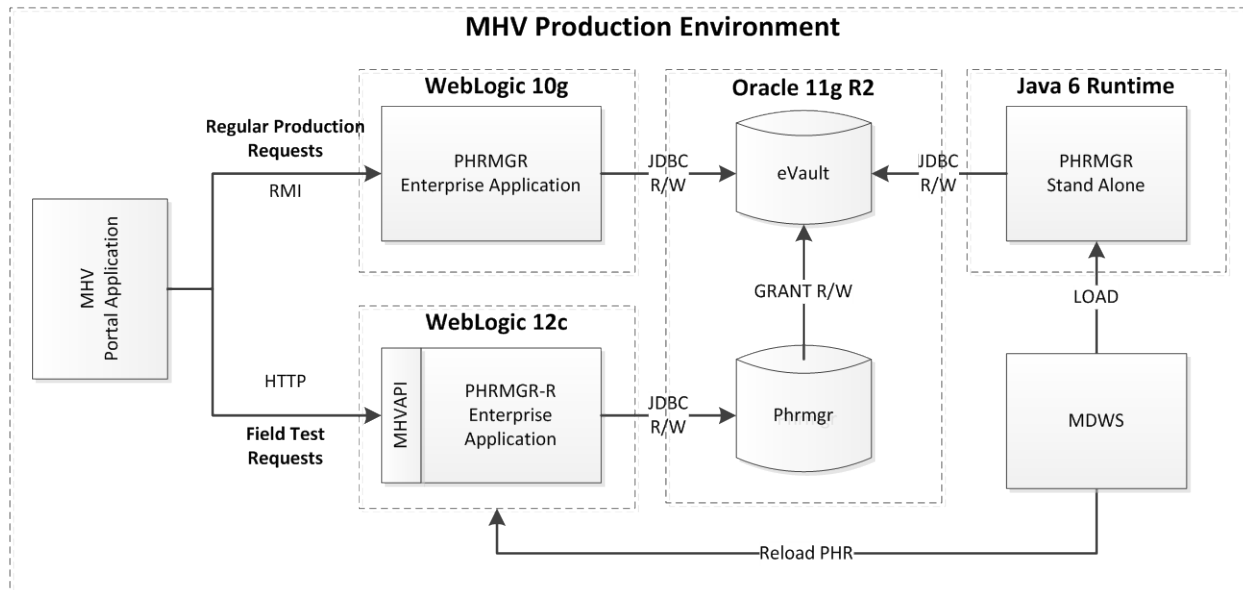 MHV Production Environment
WebLogic 10g
Oracle 11g R2
Java 6 Runtime
Regular Production
Requests
RMI
PHRMGR
Enterprise Application
JDBC
R/W
eVault
JDBC
R/W
PHRMGR
Stand Alone
MHV
Portal Application
GRANT R/W
LOAD
WebLogic 12c
HTTP
Field Test
Requests
MHVAPI
PHRMGR-R
Enterprise
Application
JDBC
R/W
Phrmgr
MDWS
Reload PHR